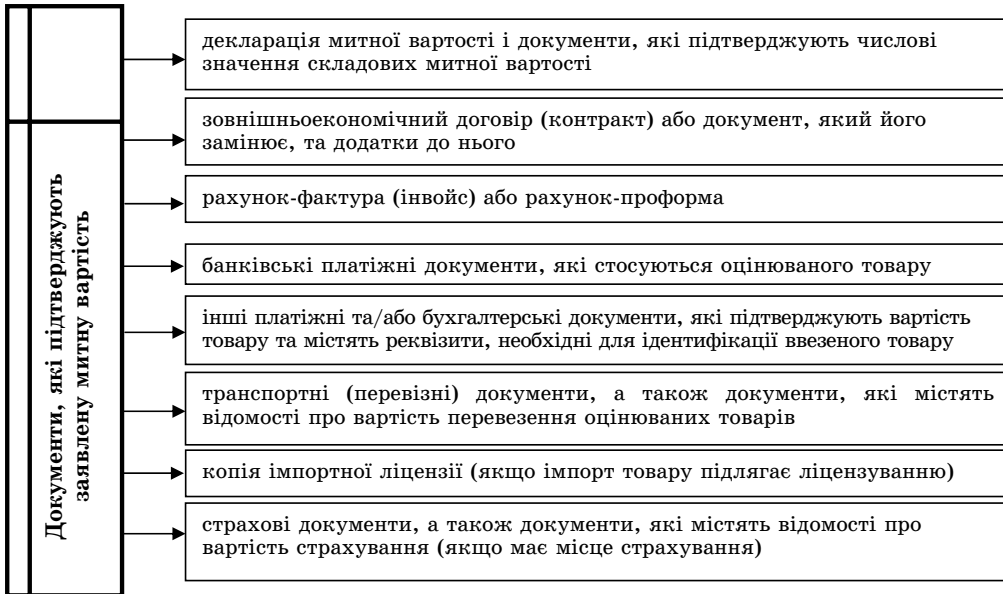 Документи, які підтверджують
заявлену митну вартість
декларація митної вартості і документи, які підтверджують числові
значення складових митної вартості
зовнішньоекономічний договір (контракт) або документ, який його
замінює, та додатки до нього
рахунок-фактура (інвойс) або рахунок-проформа
банківські платіжні документи, які стосуються оцінюваного товару
інші платіжні та/або бухгалтерські документи, які підтверджують вартість
товару та містять реквізити, необхідні для ідентифікації ввезеного товару
транспортні (перевізні) документи, а також документи, які містять
відомості про вартість перевезення оцінюваних товарів
копія імпортної ліцензії (якщо імпорт товару підлягає ліцензуванню)
страхові документи, а також документи, які містять відомості про
вартість страхування (якщо має місце страхування)